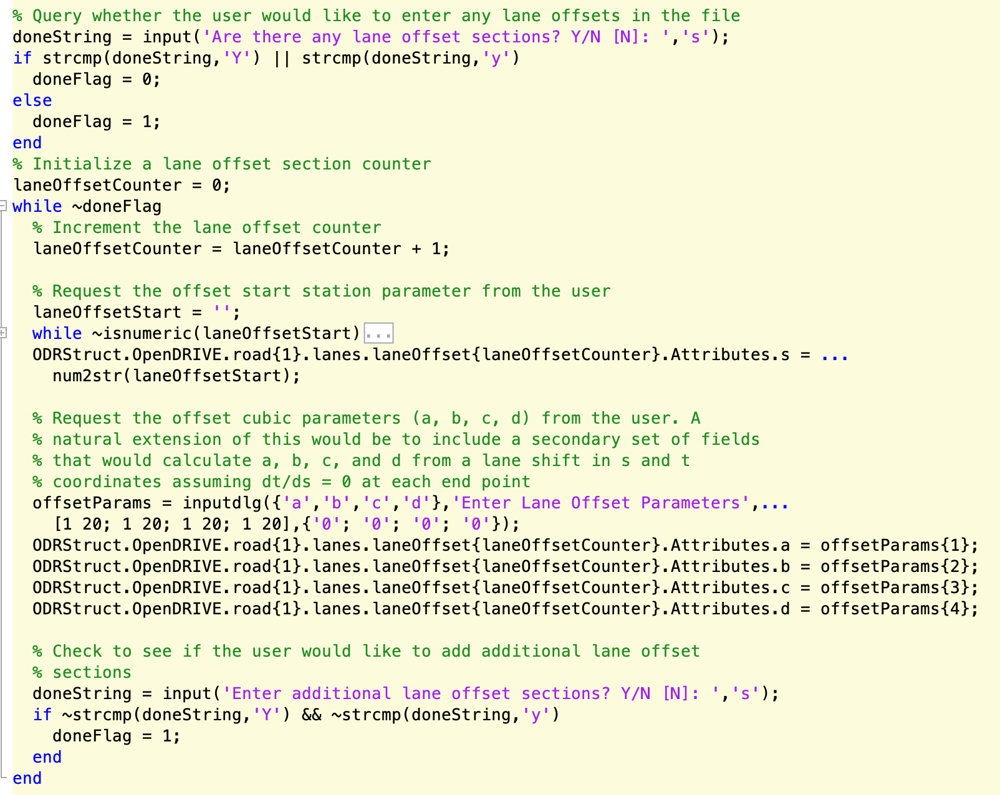 % Query whether the user would like to enter any lane offsets in the file
doneString = input('Are there any lane offset sections? Y/N [N]: ','s');
if strcmp(doneString,'Y') || strcmp(doneString,'y')
  doneFlag = 0;
else
  doneFlag = 1;
end
% Initialize a lane offset section counter
laneOffsetCounter = 0;
while ~doneFlag
  % Increment the lane offset counter
  laneOffsetCounter = laneOffsetCounter + 1;

  % Request the offset start station parameter from the user
  laneOffsetStart = '';
  while ~isnumeric(laneOffsetStart)...
  ODRStruct.OpenDRIVE.road{1}.lanes.laneOffset{laneOffsetCounter}.Attributes.s = ...
    num2str(laneOffsetStart);

  % Request the offset cubic parameters (a, b, c, d) from the user. A
  % natural extension of this would be to include a secondary set of fields
  % that would calculate a, b, c, and d from a lane shift in s and t
  % coordinates assuming dt/ds = 0 at each end point
  offsetParams = inputdlg({'a','b','c','d'},'Enter Lane Offset Parameters',...
    [1 20; 1 20; 1 20; 1 20],{'0'; '0'; '0'; '0'});
  ODRStruct.OpenDRIVE.road{1}.lanes.laneOffset{laneOffsetCounter}.Attributes.a = offsetParams{1};
  ODRStruct.OpenDRIVE.road{1}.lanes.laneOffset{laneOffsetCounter}.Attributes.b = offsetParams{2};
  ODRStruct.OpenDRIVE.road{1}.lanes.laneOffset{laneOffsetCounter}.Attributes.c = offsetParams{3};
  ODRStruct.OpenDRIVE.road{1}.lanes.laneOffset{laneOffsetCounter}.Attributes.d = offsetParams{4};

  % Check to see if the user would like to add additional lane offset
  % sections
  doneString = input('Enter additional lane offset sections? Y/N [N]: ','s');
  if ~strcmp(doneString,'Y') && ~strcmp(doneString,'y')
    doneFlag = 1;
  end
end